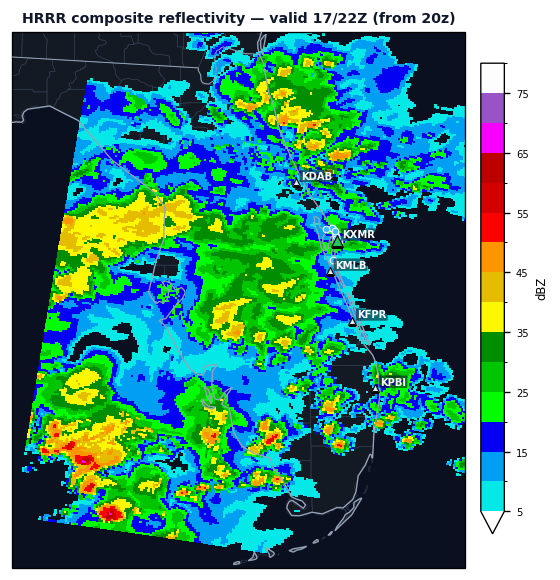 HRRR composite reflectivity — valid 17/22Z (from 20z)
KDAB
KXMR
KMLB
KFPR
KPBI
75
65
55
45
35
25
15
5
dBZ